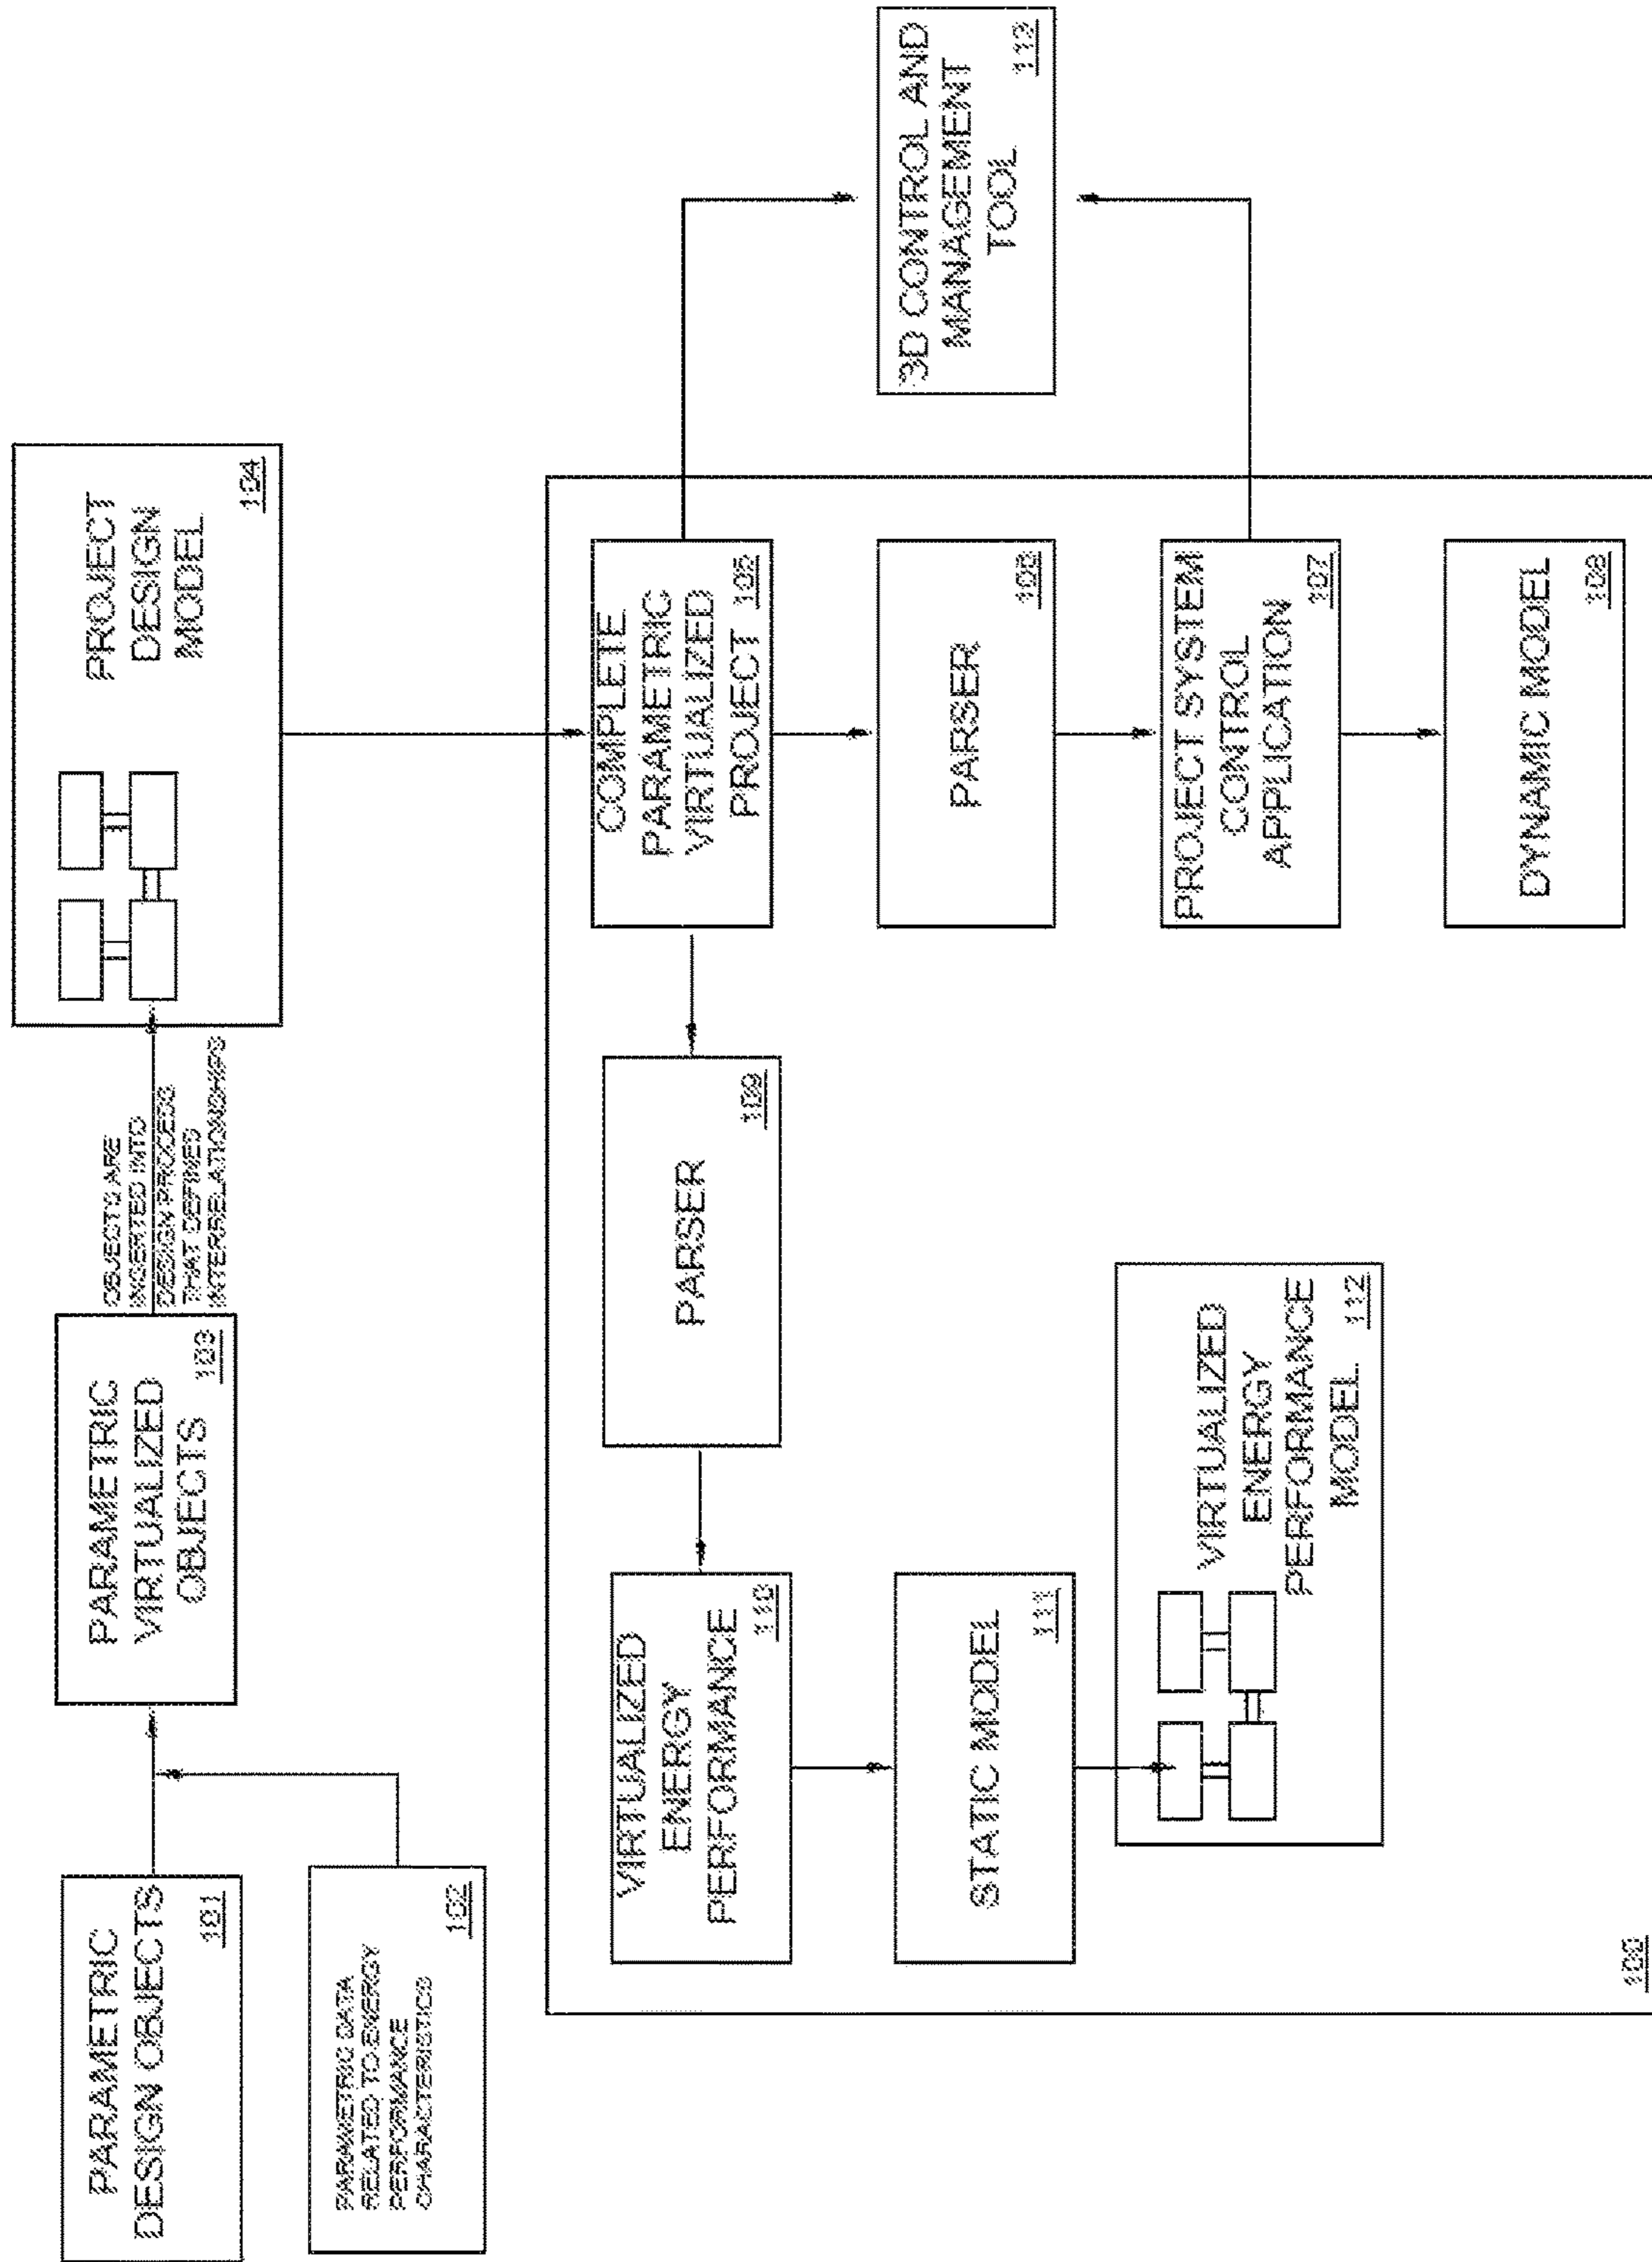 PARAMETRIC
DESIGN OBJECTS
101
PARAMETRIC DATA
RELATED TO ENERGY
PERFORMANCE
CHARACTERISTICS
102
PARAMETRIC
VIRTUALIZED
OBJECTS
103
OBJECTS ARE
INSERTED INTO
DESIGN PROCESS
THAT DEFINES
INTERRELATIONSHIPS
PROJECT
DESIGN
MODEL
104
COMPLETE
PARAMETRIC
VIRTUALIZED
PROJECT
105
PARSER
106
PROJECT SYSTEM
CONTROL
APPLICATION
107
DYNAMIC MODEL
108
PARSER
109
VIRTUALIZED
ENERGY
PERFORMANCE
110
STATIC MODEL
111
VIRTUALIZED
ENERGY
PERFORMANCE
MODEL
112
3D CONTROL AND
MANAGEMENT
TOOL
113
100